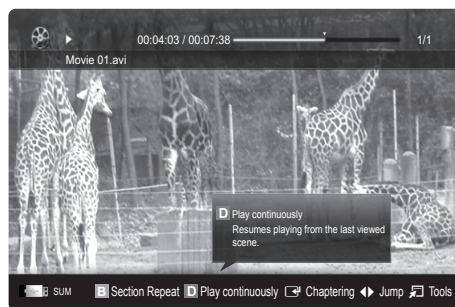 00:04:03 / 00:07:38
1/1
Movie 01.avi
D Play continuously
Resumes playing from the last viewed
scene.
SUM B Section Repeat D Play continuously Chaptering Jump Tools